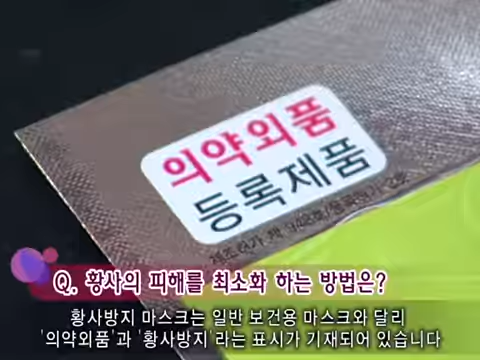 의약외품
등록제품
Q. 황사의 피해를 최소화 하는 방법은?
황사방지 마스크는 일반 보건용 마스크와 달리
'의약외품'과 '황사방지'라는 표시가 기재되어 있습니다